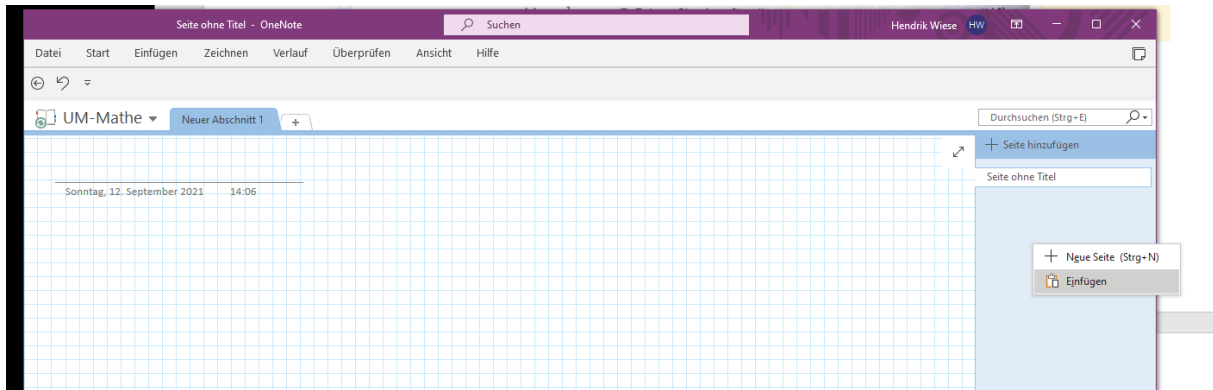 Seite ohne Titel - OneNote
Suchen
Hendrik Wiese HW
Datei Start Einfügen Zeichnen Verlauf Überprüfen Ansicht Hilfe
UM-Mathe Neuer Abschnitt 1 +
Durchsuchen (Strg+E)
Seite hinzufügen
Sonntag, 12. September 2021 14:06
Seite ohne Titel
Neue Seite (Strg+N)
Einfügen